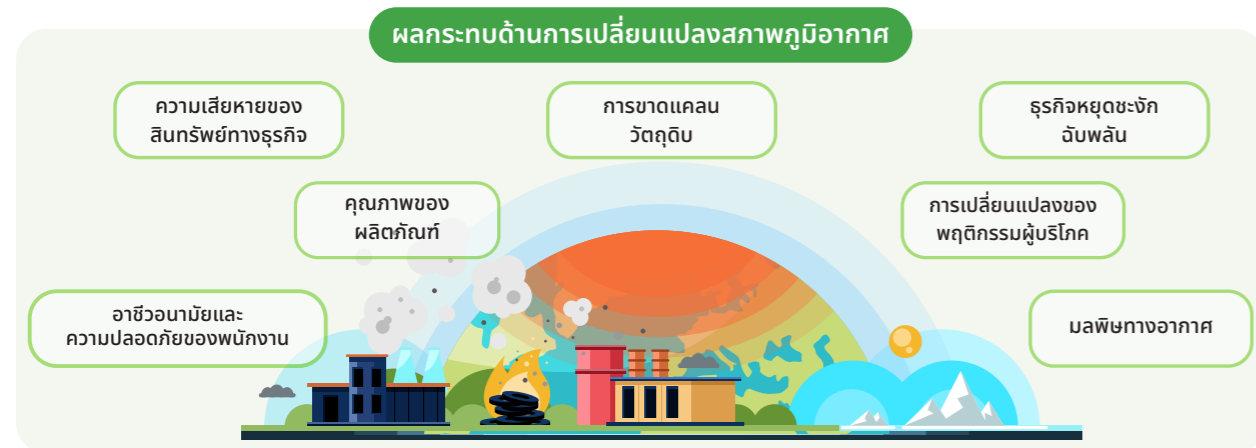 ผลกระทบด้านการเปลี่ยนแปลงสภาพภูมิอากาศ
ความเสียหายของ
สินทรัพย์ทางธุรกิจ
การขาดแคลน
วัตถุดิบ
ธุรกิจหยุดชะงัก
ฉับพลัน
คุณภาพของ
ผลิตภัณฑ์
การเปลี่ยนแปลงของ
พฤติกรรมผู้บริโภค
อาชีวอนามัยและ
ความปลอดภัยของพนักงาน
มลพิษทางอากาศ